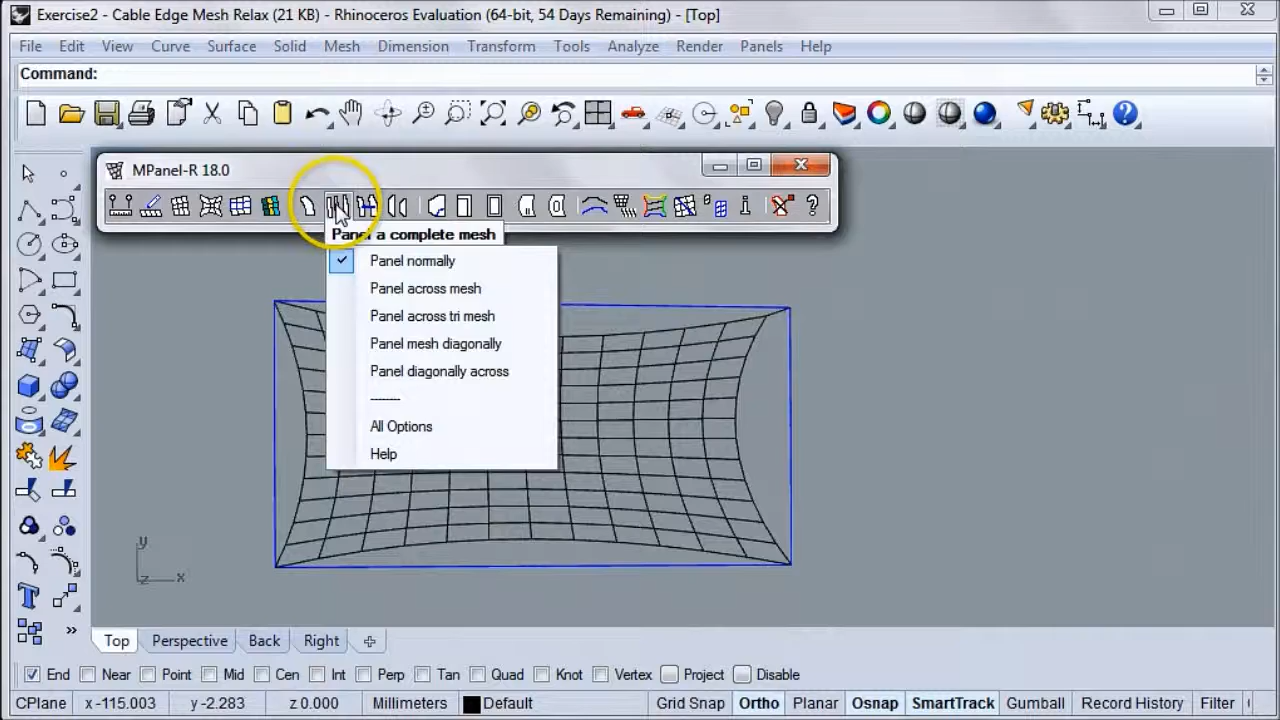 Exercise2 - Cable Edge Mesh Relax (21 KB) - Rhinoceros Evaluation (64-bit, 54 Days Remaining) - [Top]
File Edit View Curve Surface Solid Mesh Dimension Transform Tools Analyze Render Panels Help
Command:
MPanel-R 18.0
Panel a complete mesh
Panel normally
Panel across mesh
Panel across tri mesh
Panel mesh diagonally
Panel diagonally across
--------
All Options
Help
y
z x
Top Perspective Back Right
End Near Point Mid Cen Int Perp Tan Quad Knot Vertex Project Disable
CPlane x -115.003 y -2.283 z 0.000 Millimeters Default Grid Snap Ortho Planar Osnap SmartTrack Gumball Record History Filter